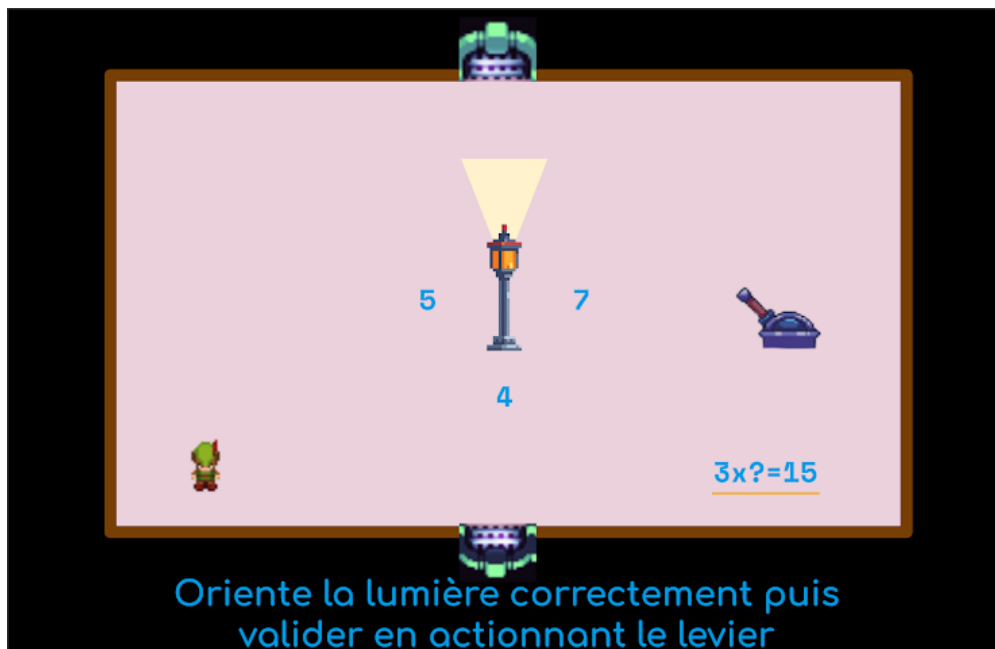 5
7
4
3x?=15
Oriente la lumière correctement puis
valider en actionnant le levier